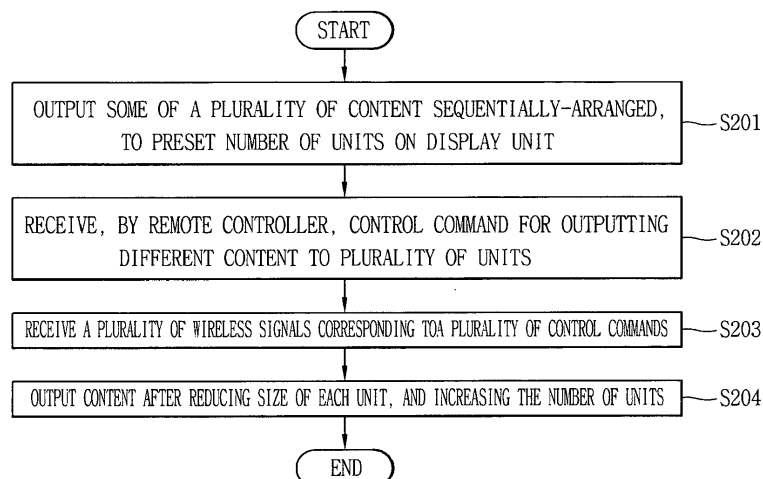 START
OUTPUT SOME OF A PLURALITY OF CONTENT SEQUENTIALLY-ARRANGED,
TO PRESET NUMBER OF UNITS ON DISPLAY UNIT
S201
RECEIVE, BY REMOTE CONTROLLER, CONTROL COMMAND FOR OUTPUTTING
DIFFERENT CONTENT TO PLURALITY OF UNITS
S202
RECEIVE A PLURALITY OF WIRELESS SIGNALS CORRESPONDING TOA PLURALITY OF CONTROL COMMANDS
S203
OUTPUT CONTENT AFTER REDUCING SIZE OF EACH UNIT, AND INCREASING THE NUMBER OF UNITS
S204
END